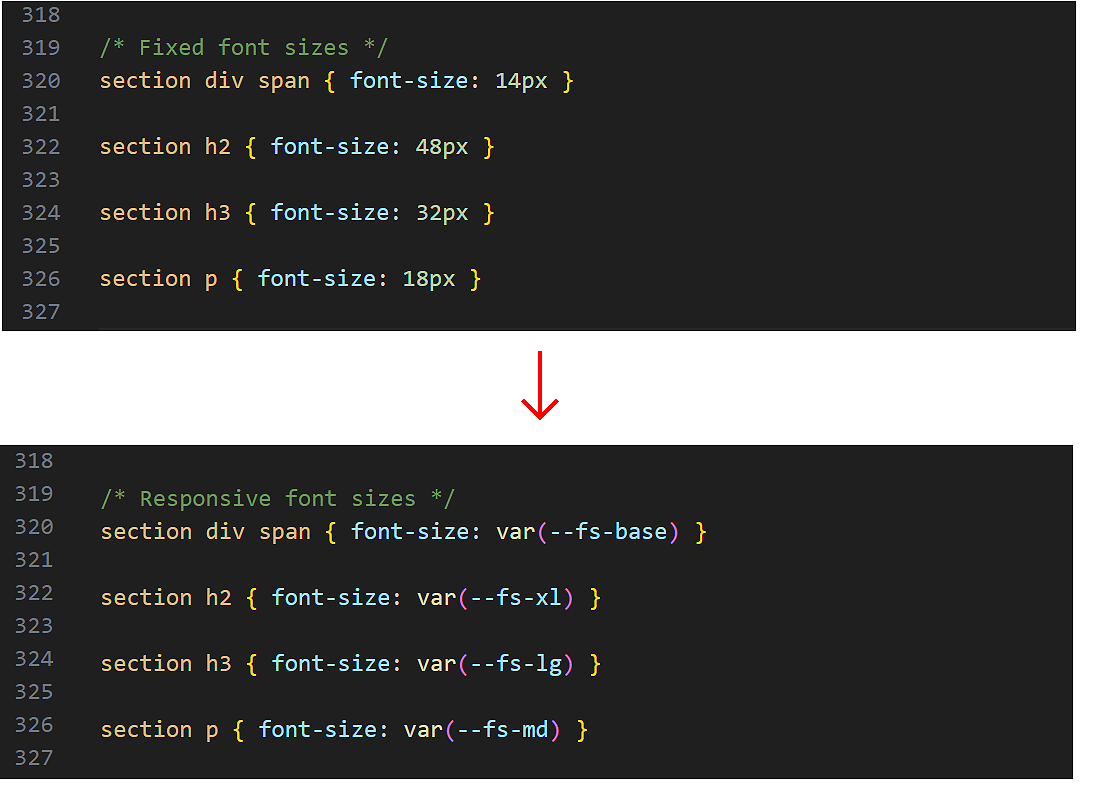 318
319 /* Fixed font sizes */
320 section div span { font-size: 14px }
321
322 section h2 { font-size: 48px }
323
324 section h3 { font-size: 32px }
325
326 section p { font-size: 18px }
327
318
319 /* Responsive font sizes */
320 section div span { font-size: var(--fs-base) }
321
322 section h2 { font-size: var(--fs-xl) }
323
324 section h3 { font-size: var(--fs-lg) }
325
326 section p { font-size: var(--fs-md) }
327